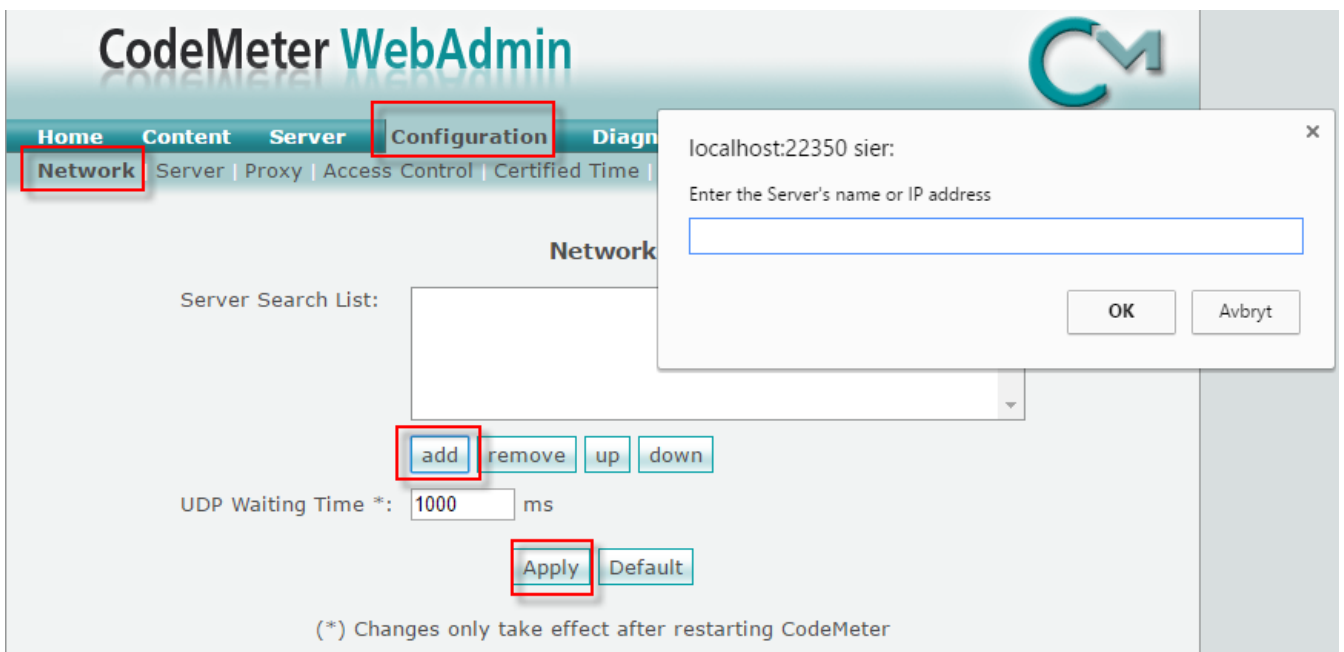 CodeMeter WebAdmin
CM
Home Content Server Configuration Diagn
Network | Server | Proxy | Access Control | Certified Time |
localhost:22350 sier:
×
Enter the Server's name or IP address
OK Avbryt
Network
Server Search List:
add remove up down
UDP Waiting Time *: 1000 ms
Apply Default
(*) Changes only take effect after restarting CodeMeter